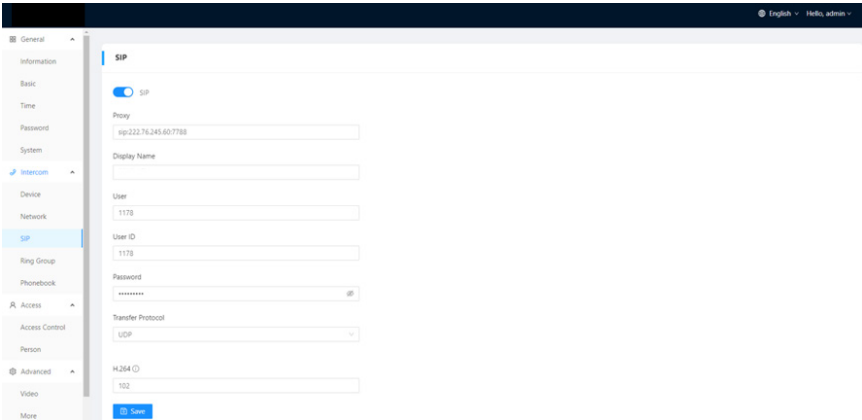 English
Hello, admin
General
Information
Basic
Time
Password
System
Intercom
Device
Network
SIP
Ring Group
Phonebook
Access
Access Control
Person
Advanced
Video
More
SIP
SIP
Proxy
sip:222.76.245.60:7788
Display Name
User
1178
User ID
1178
Password
•••••••••
Transfer Protocol
UDP
H.264
102
Save